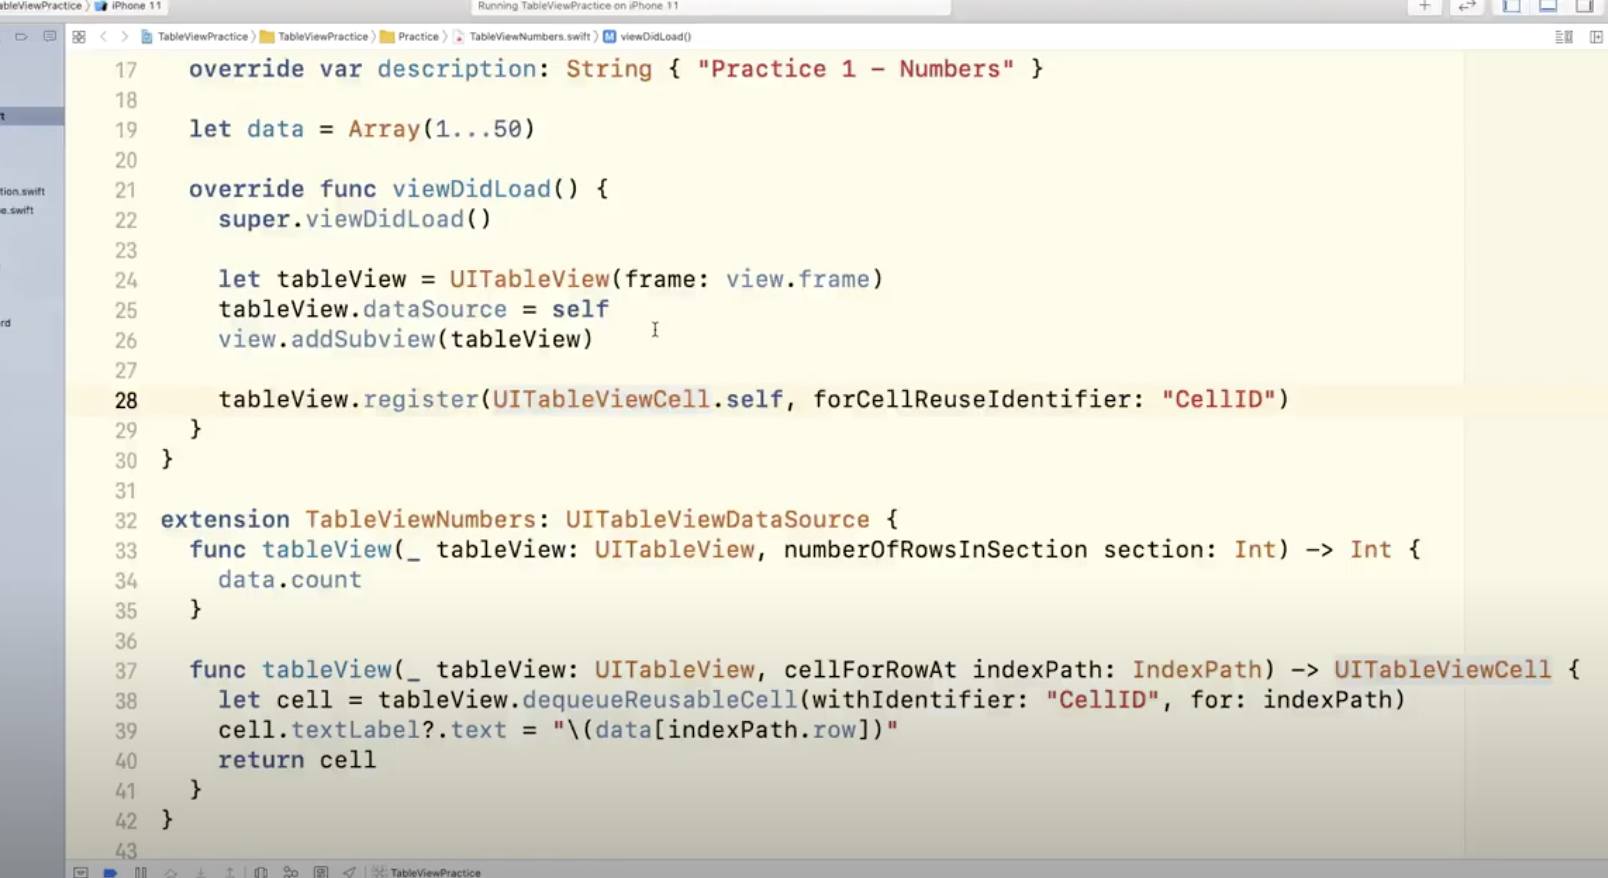 TableViewPractice iPhone 11
Running TableViewPractice on iPhone 11
TableViewPractice TableViewPractice Practice TableViewNumbers.swift M viewDidLoad()
17 override var description: String { "Practice 1 – Numbers" }
18
19 let data = Array(1...50)
20
21 override func viewDidLoad() {
22 super.viewDidLoad()
23
24 let tableView = UITableView(frame: view.frame)
25 tableView.dataSource = self
26 view.addSubview(tableView)
27
28 tableView.register(UITableViewCell.self, forCellReuseIdentifier: "CellID")
29 }
30 }
31
32 extension TableViewNumbers: UITableViewDataSource {
33 func tableView(_ tableView: UITableView, numberOfRowsInSection section: Int) -> Int {
34 data.count
35 }
36
37 func tableView(_ tableView: UITableView, cellForRowAt indexPath: IndexPath) -> UITableViewCell {
38 let cell = tableView.dequeueReusableCell(withIdentifier: "CellID", for: indexPath)
39 cell.textLabel?.text = "\(data[indexPath.row])"
40 return cell
41 }
42 }
43
TableViewPractice